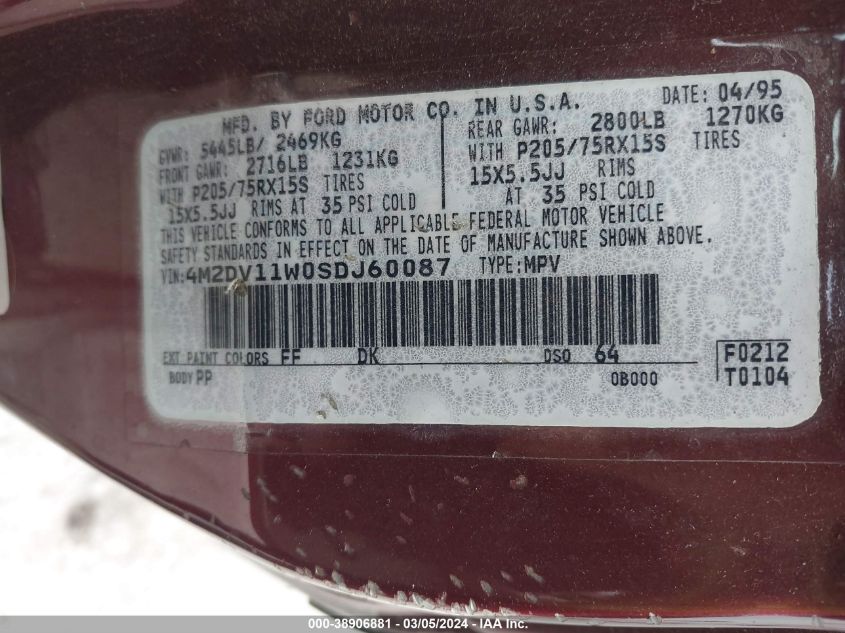 MFD. BY FORD MOTOR CO. IN U.S.A.
DATE: 04/95
GVWR: 5445LB/ 2469KG
FRONT GAWR: 2716LB 1231KG
WITH P205/75RX15S TIRES
15X5.5JJ RIMS AT 35 PSI COLD
REAR GAWR: 2800LB 1270KG
WITH P205/75RX15S TIRES
15X5.5JJ RIMS
AT 35 PSI COLD
THIS VEHICLE CONFORMS TO ALL APPLICABLE FEDERAL MOTOR VEHICLE
SAFETY STANDARDS IN EFFECT ON THE DATE OF MANUFACTURE SHOWN ABOVE.
VIN: 4M2DV11W0SDJ60087 TYPE: MPV
EXT PAINT COLORS FF DK DSO 64
BODY PP 0B000
F0212
T0104
000-38906881 - 03/05/2024 - IAAI.COM